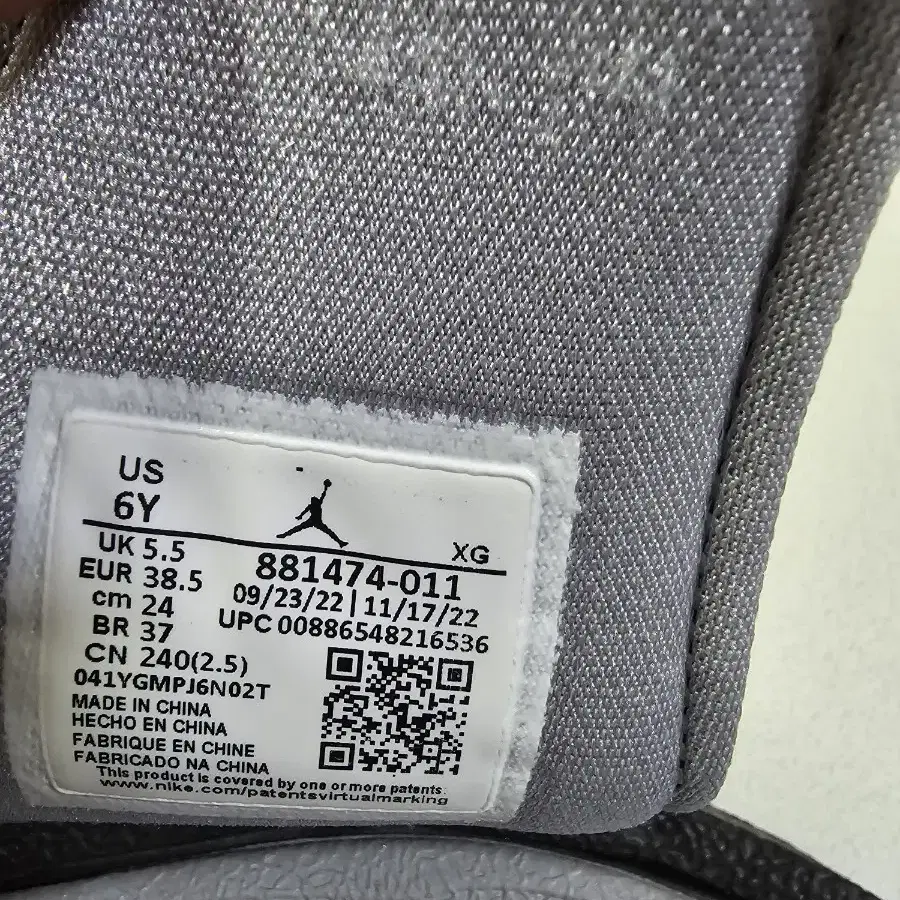 US
6Y
XG
UK 5.5
EUR 38.5
cm 24
BR 37
CN 240(2.5)
881474-011
09/23/22 | 11/17/22
UPC 00886548216536
041YGMPJ6N02T
MADE IN CHINA
HECHO EN CHINA
FABRIQUE EN CHINE
FABRICADO NA CHINA
This product is covered by one or more patents
www.nike.com/patentsvirtualmarking